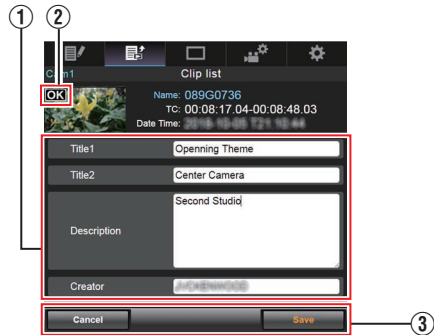 ① ②
Cam1 Clip list
OK
Name: 089G0736
TC: 00:08:17.04-00:08:48.03
Date Time:
Title1 Openning Theme
Title2 Center Camera
Description Second Studio
Creator
Cancel Save
③